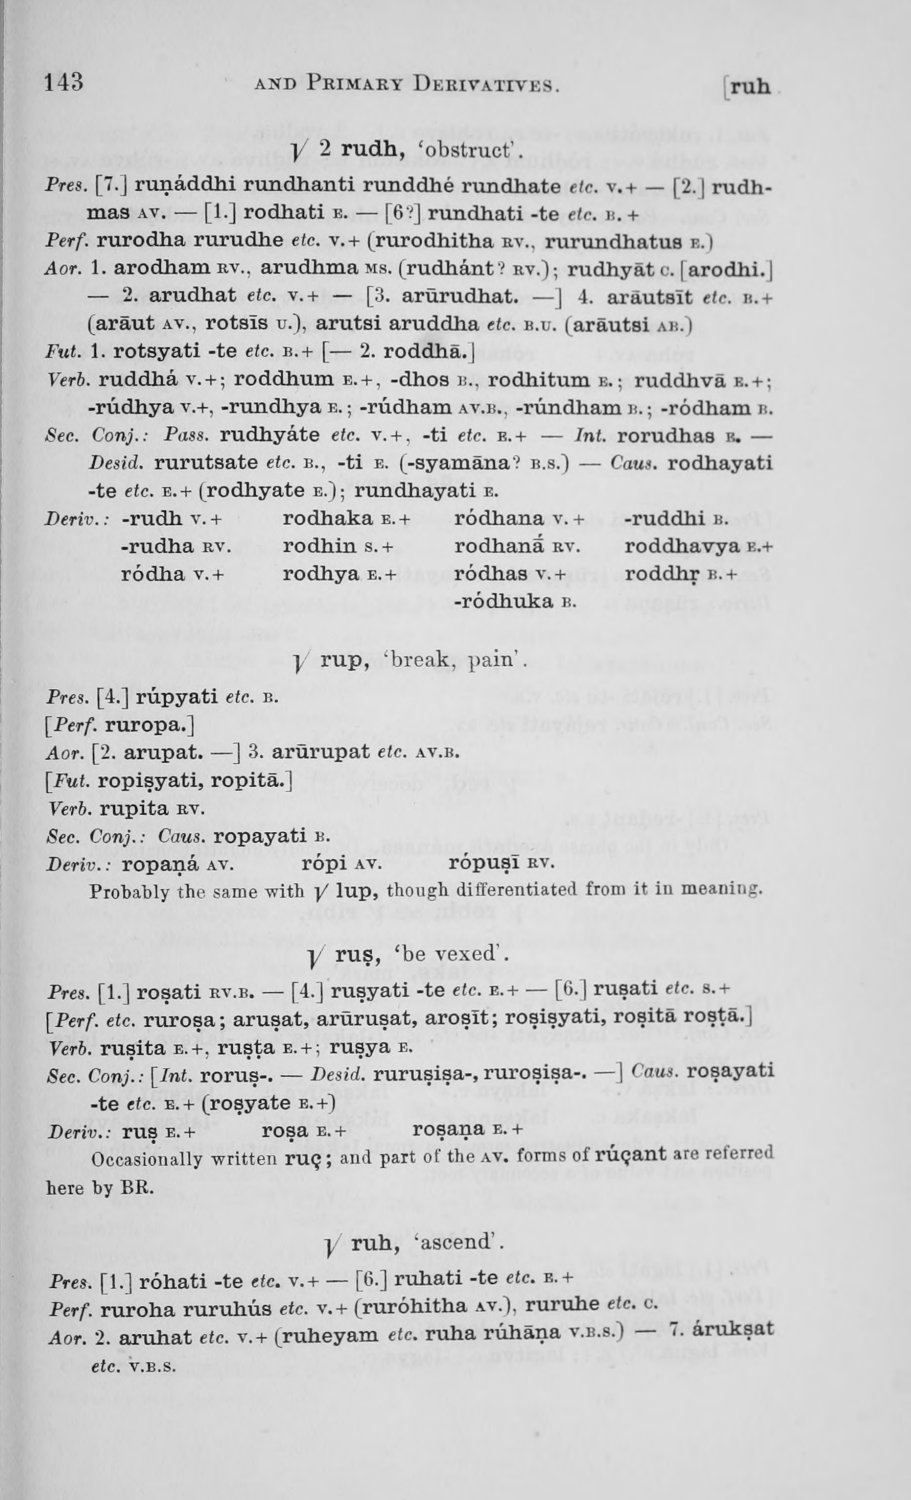 143 AND PRIMARY DERIVATIVES. [ruh
√ 2 rudh, ‘obstruct’.
Pres. [7.] ruṇáddhi rundhanti runddhé rundhate etc. V.+ — [2.] rudh-
mas AV. — [1.] rodhati E. — [6?] rundhati -te etc. B.+
Perf. rurodha rurudhe etc. V.+ (rurodhitha RV., rurundhatus E.)
Aor. 1. arodham RV., arudhma MS. (rudhánt? RV.); rudhyāt C. [arodhi.]
— 2. arudhat etc. V.+ — [3. arūrudhat. —] 4. arāutsīt etc. B.+
(arāut AV., rotsīs U.), arutsi aruddha etc. B.U. (arāutsi AB.)
Fut. 1. rotsyati -te etc. B.+ [— 2. roddhā.]
Verb. ruddhá V.+; roddhum E.+, -dhos B., rodhitum E.; ruddhvā E.+;
-rúdhya V.+, -rundhya E.; -rúdham AV.B., -rúndham B.; -ródham B.
Sec. Conj.: Pass. rudhyáte etc. V.+, -ti etc. E.+ — Int. rorudhas E. —
Desid. rurutsate etc. B., -ti E. (-syamāna? B.S.) — Caus. rodhayati
-te etc. E.+ (rodhyate E.); rundhayati E.
Deriv.: -rudh V.+ rodhaka E.+ ródhana V.+ -ruddhi B.
-rudha RV. rodhin S.+ rodhanā́ RV. roddhavya E.+
ródha V.+ rodhya E.+ ródhas V.+ roddhṛ B.+
-ródhuka B.
√ rup, ‘break, pain’.
Pres. [4.] rúpyati etc. B.
[Perf. ruropa.]
Aor. [2. arupat. —] 3. arūrupat etc. AV.B.
[Fut. ropiṣyati, ropitā.]
Verb. rupita RV.
Sec. Conj.: Caus. ropayati B.
Deriv.: ropaṇá AV. rópi AV. rópuṣī RV.
Probably the same with √ lup, though differentiated from it in meaning.
√ ruṣ, ‘be vexed’.
Pres. [1.] roṣati RV.B. — [4.] ruṣyati -te etc. E.+ — [6.] ruṣati etc. S.+
[Perf. etc. ruroṣa; aruṣat, arūruṣat, aroṣīt; roṣiṣyati, roṣitā roṣṭā.]
Verb. ruṣita E.+, ruṣṭa E.+; ruṣya E.
Sec. Conj.: [Int. roruṣ-. — Desid. ruruṣiṣa-, ruroṣiṣa-. —] Caus. roṣayati
-te etc. E.+ (roṣyate E.+)
Deriv.: ruṣ E.+ roṣa E.+ roṣaṇa E.+
Occasionally written ruç; and part of the AV. forms of rúçant are referred
here by BR.
√ ruh, ‘ascend’.
Pres. [1.] róhati -te etc. V.+ — [6.] ruhati -te etc. E.+
Perf. ruroha ruruhús etc. V.+ (ruróhitha AV.), ruruhe etc. C.
Aor. 2. aruhat etc. V.+ (ruheyam etc. ruha rúhāṇa V.B.S.) — 7. árukṣat
etc. V.B.S.